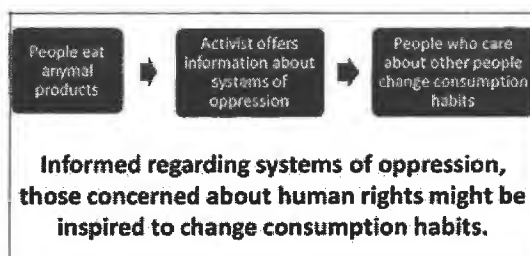 People eat
anymal
products
Activist offers
information about
systems of
oppression
People who care
about other people
change consumption
habits
Informed regarding systems of oppression,
those concerned about human rights might be
inspired to change consumption habits.